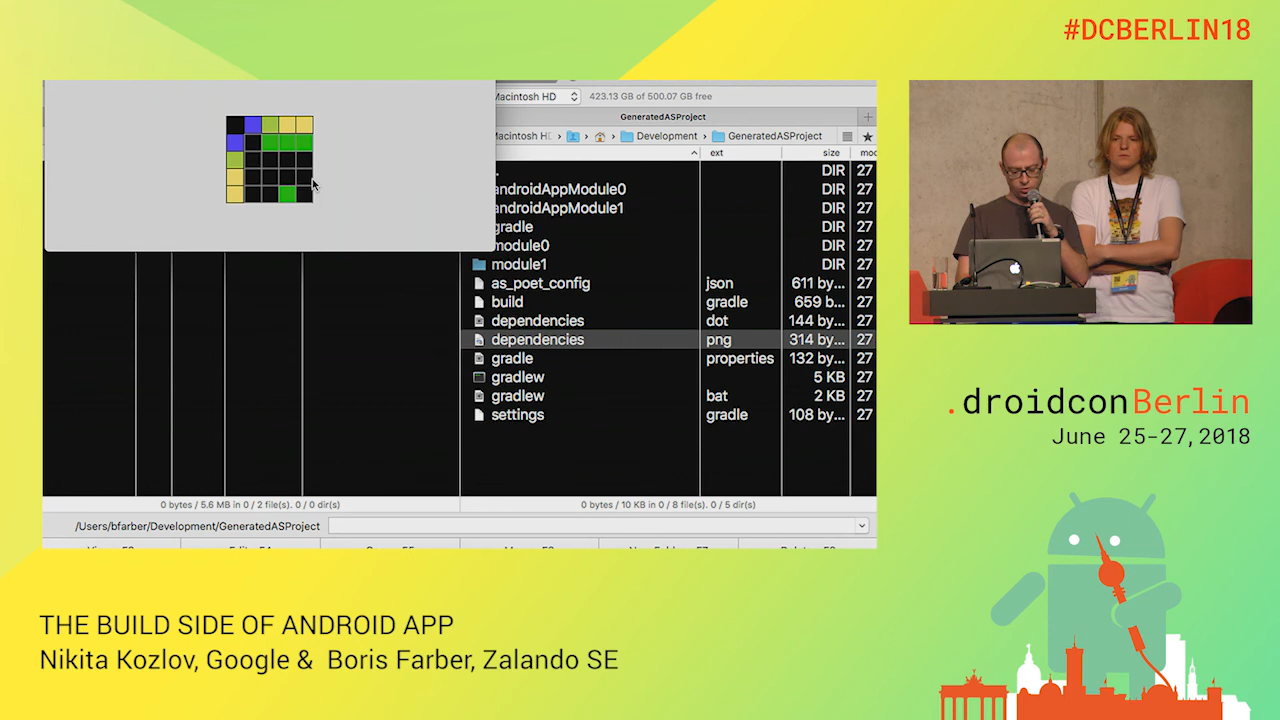 #DCBERLIN18
Macintosh HD
423.13 GB of 500.07 GB free
GeneratedASProject
Development
GeneratedASProject
ext
size
DIR 27
androidAppModule0 DIR 27
androidAppModule1 DIR 27
gradle DIR 27
module0 DIR 27
module1 DIR 27
as_poet_config json 611 by... 27
build gradle 659 b... 27
dependencies dot 144 by... 27
dependencies png 314 by... 27
gradle properties 132 by... 27
gradlew 5 KB 27
gradlew bat 2 KB 27
settings gradle 108 by... 27
0 bytes / 5.6 MB in 0 / 2 file(s). 0 / 0 dir(s)
0 bytes / 10 KB in 0 / 8 file(s). 0 / 5 dir(s)
/Users/bfarber/Development/GeneratedASProject
.droidconBerlin
June 25-27, 2018
THE BUILD SIDE OF ANDROID APP
Nikita Kozlov, Google & Boris Farber, Zalando SE